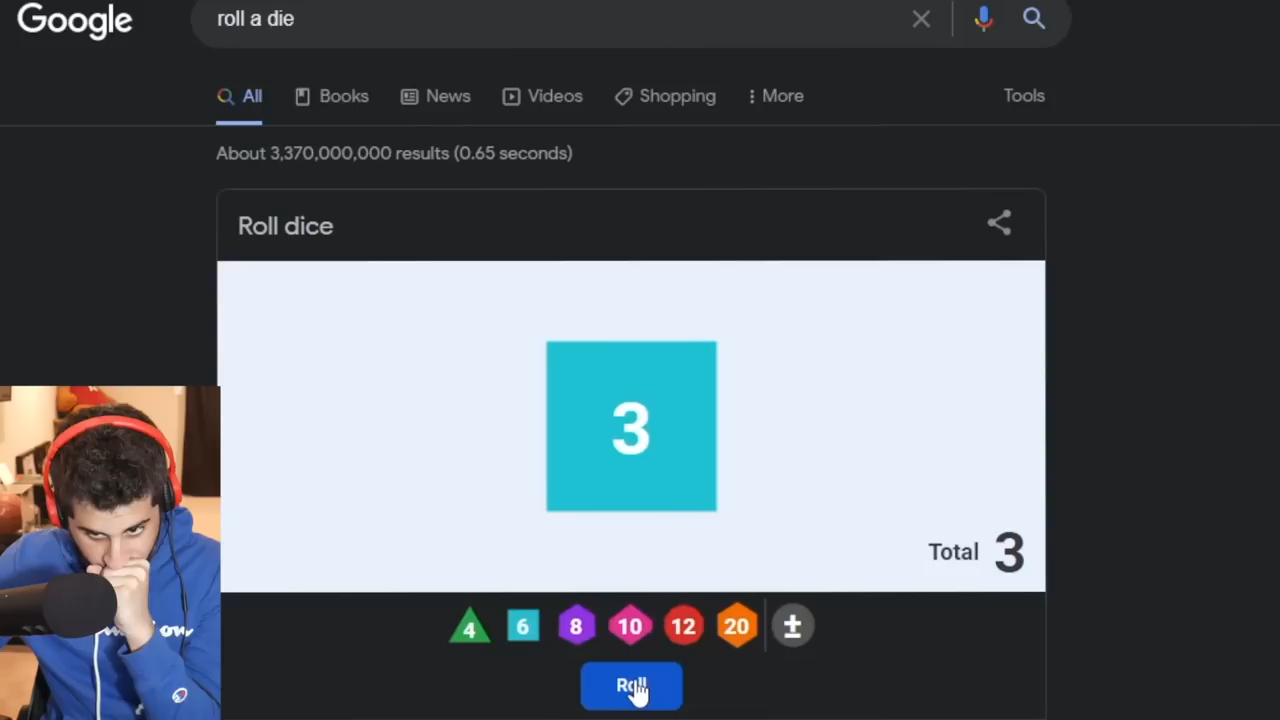 Google
roll a die
All Books News Videos Shopping More Tools
About 3,370,000,000 results (0.65 seconds)
Roll dice
3
Total 3
4 6 8 10 12 20 ±
Roll